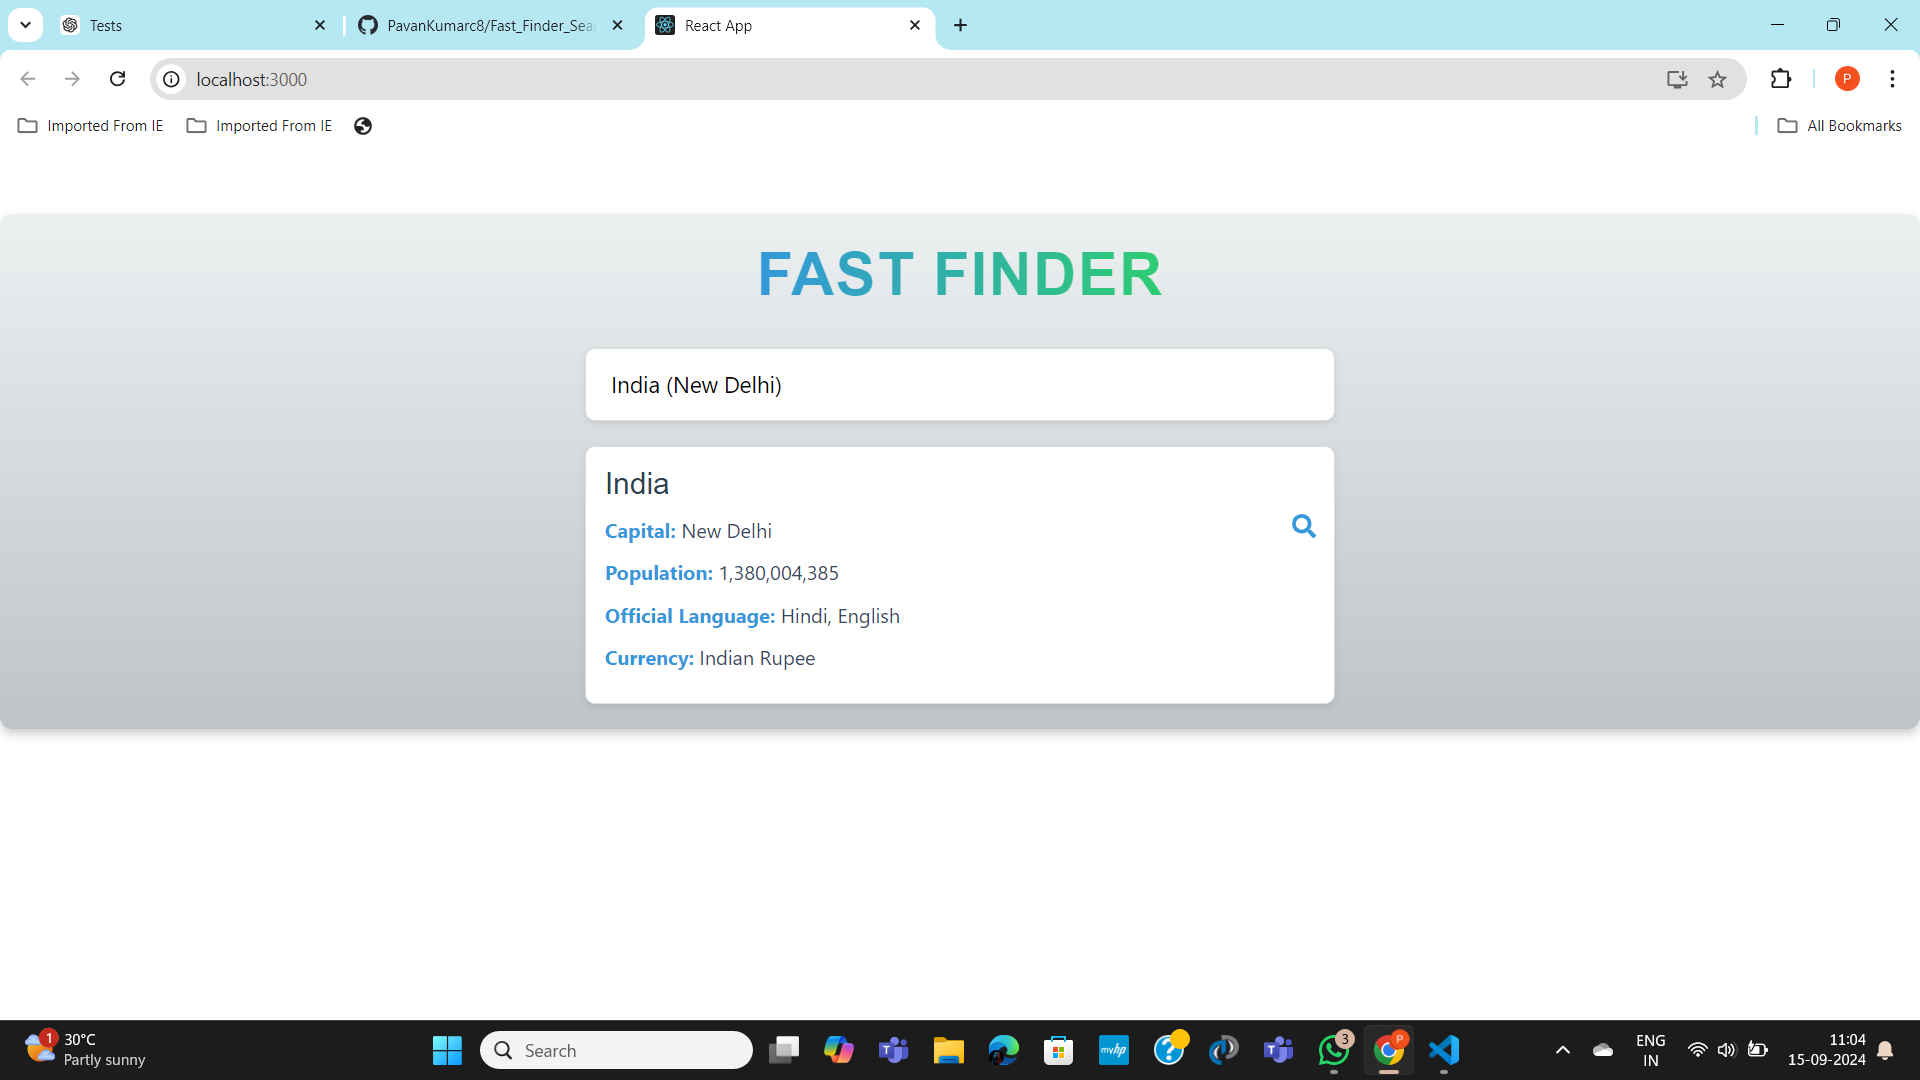 Tests
PavanKumarc8/Fast_Finder_Sea
React App
localhost:3000
Imported From IE
Imported From IE
All Bookmarks
FAST FINDER
India (New Delhi)
India
Capital: New Delhi
Population: 1,380,004,385
Official Language: Hindi, English
Currency: Indian Rupee
1
30°C
Partly sunny
Search
T
myhp
?
T
3
P
P
ENG
IN
11:04
15-09-2024